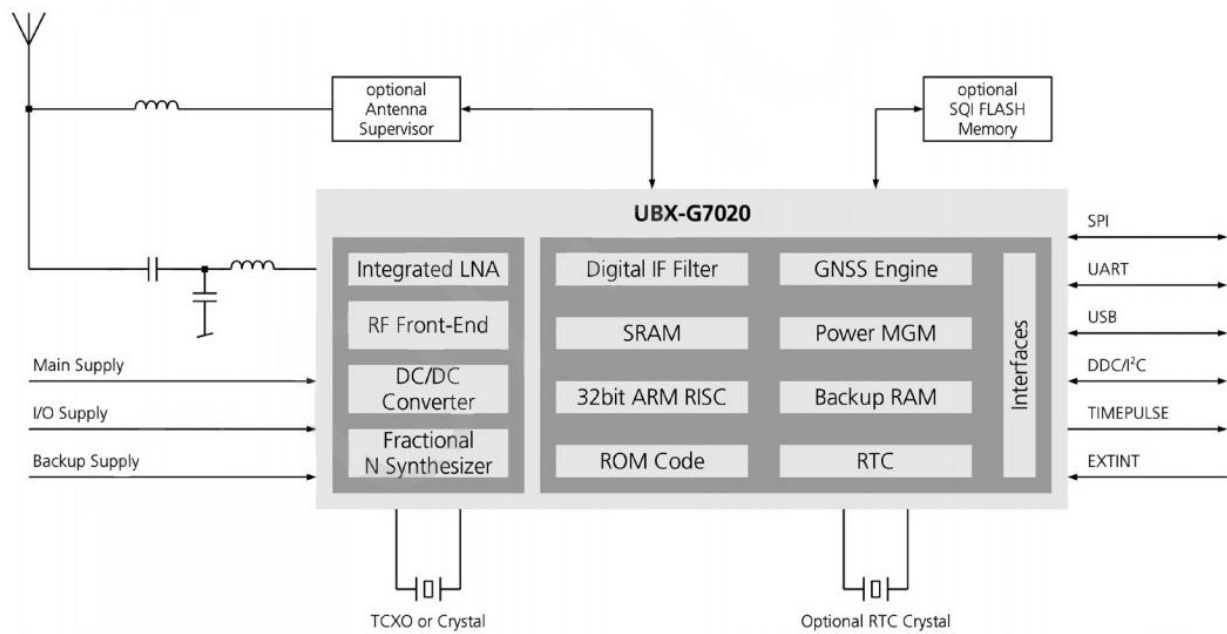 optional
Antenna
Supervisor
optional
SQI FLASH
Memory
UBX-G7020
Integrated LNA
RF Front-End
DC/DC
Converter
Fractional
N Synthesizer
Digital IF Filter
SRAM
32bit ARM RISC
ROM Code
GNSS Engine
Power MGM
Backup RAM
RTC
Interfaces
Main Supply
I/O Supply
Backup Supply
SPI
UART
USB
DDC/I²C
TIMEPULSE
EXTINT
TCXO or Crystal
Optional RTC Crystal